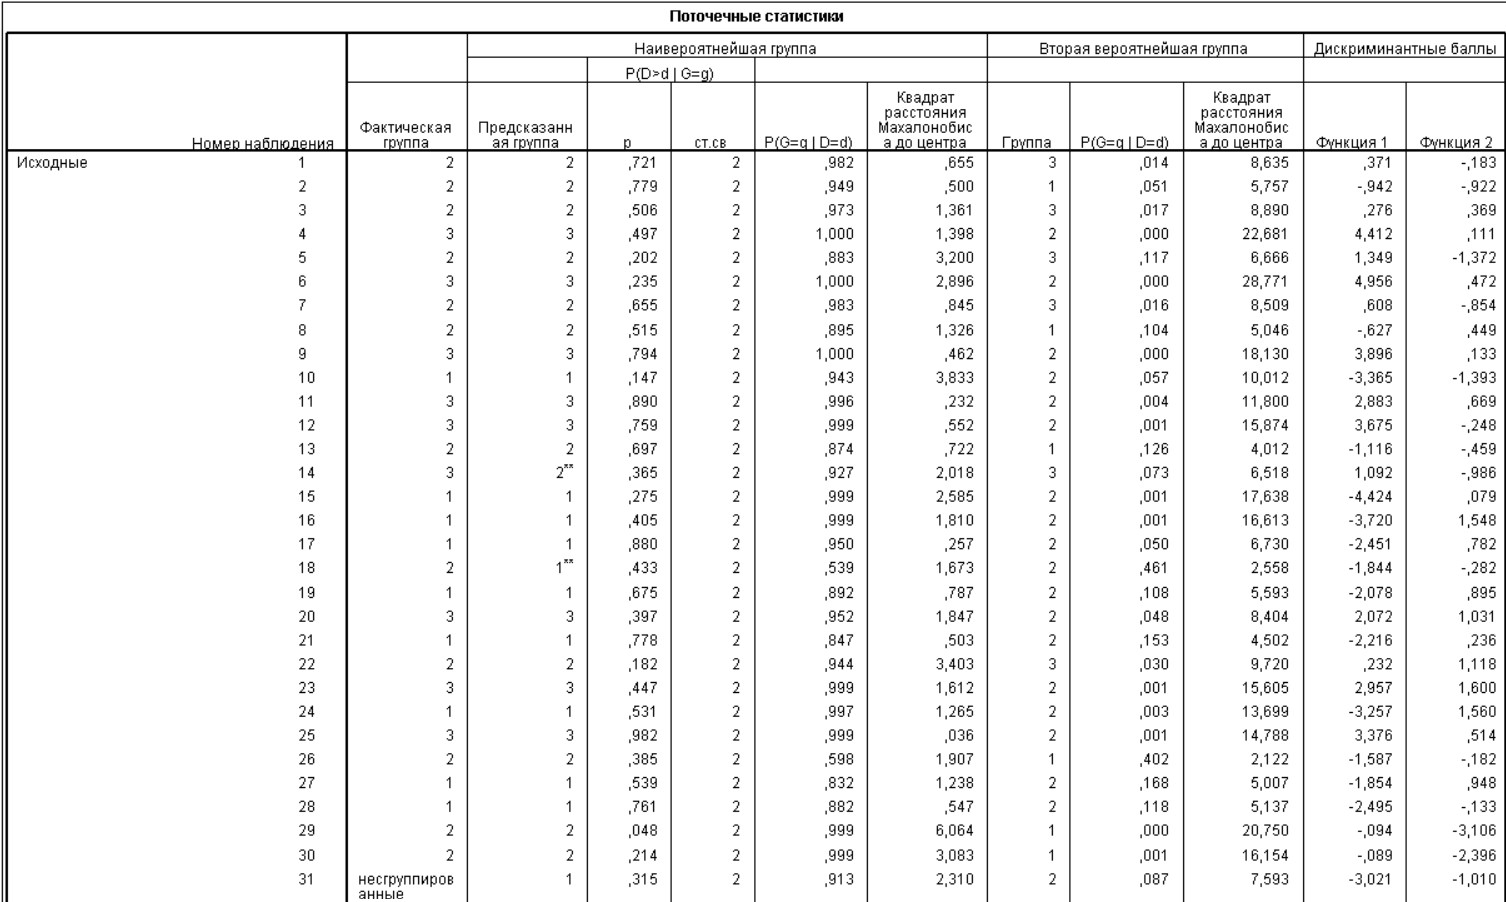 Поточечные статистики
Наивероятнейшая группа Вторая вероятнейшая группа Дискриминантные баллы
P(D>d | G=g)
Номер наблюдения Фактическая группа Предсказанн ая группа p ст.св P(G=g | D=d) Квадрат расстояния Махалонобис а до центра Группа P(G=g | D=d) Квадрат расстояния Махалонобис а до центра Функция 1 Функция 2
Исходные 1 2 2 ,721 2 ,982 ,655 3 ,014 8,635 ,371 -,183
2 2 2 ,779 2 ,949 ,500 1 ,051 5,757 -,942 -,922
3 2 2 ,506 2 ,973 1,361 3 ,017 8,890 ,276 ,369
4 3 3 ,497 2 1,000 1,398 2 ,000 22,681 4,412 ,111
5 2 2 ,202 2 ,883 3,200 3 ,117 6,666 1,349 -1,372
6 3 3 ,235 2 1,000 2,896 2 ,000 28,771 4,956 ,472
7 2 2 ,655 2 ,983 ,845 3 ,016 8,509 ,608 -,854
8 2 2 ,515 2 ,895 1,326 1 ,104 5,046 -,627 ,449
9 3 3 ,794 2 1,000 ,462 2 ,000 18,130 3,896 ,133
10 1 1 ,147 2 ,943 3,833 2 ,057 10,012 -3,365 -1,393
11 3 3 ,890 2 ,996 ,232 2 ,004 11,800 2,883 ,669
12 3 3 ,759 2 ,999 ,552 2 ,001 15,874 3,675 -,248
13 2 2 ,697 2 ,874 ,722 1 ,126 4,012 -1,116 -,459
14 3 2** ,365 2 ,927 2,018 3 ,073 6,518 1,092 -,986
15 1 1 ,275 2 ,999 2,585 2 ,001 17,638 -4,424 ,079
16 1 1 ,405 2 ,999 1,810 2 ,001 16,613 -3,720 1,548
17 1 1 ,880 2 ,950 ,257 2 ,050 6,730 -2,451 ,782
18 2 1** ,433 2 ,539 1,673 2 ,461 2,558 -1,844 -,282
19 1 1 ,675 2 ,892 ,787 2 ,108 5,593 -2,078 ,895
20 3 3 ,397 2 ,952 1,847 2 ,048 8,404 2,072 1,031
21 1 1 ,778 2 ,847 ,503 2 ,153 4,502 -2,216 ,236
22 2 2 ,182 2 ,944 3,403 3 ,030 9,720 ,232 1,118
23 3 3 ,447 2 ,999 1,612 2 ,001 15,605 2,957 1,600
24 1 1 ,531 2 ,997 1,265 2 ,003 13,699 -3,257 1,560
25 3 3 ,982 2 ,999 ,036 2 ,001 14,788 3,376 ,514
26 2 2 ,385 2 ,598 1,907 1 ,402 2,122 -1,587 -,182
27 1 1 ,539 2 ,832 1,238 2 ,168 5,007 -1,854 ,948
28 1 1 ,761 2 ,882 ,547 2 ,118 5,137 -2,495 -,133
29 2 2 ,048 2 ,999 6,064 1 ,000 20,750 -,094 -3,106
30 2 2 ,214 2 ,999 3,083 1 ,001 16,154 -,089 -2,396
31 несгруппиров анные 1 ,315 2 ,913 2,310 2 ,087 7,593 -3,021 -1,010